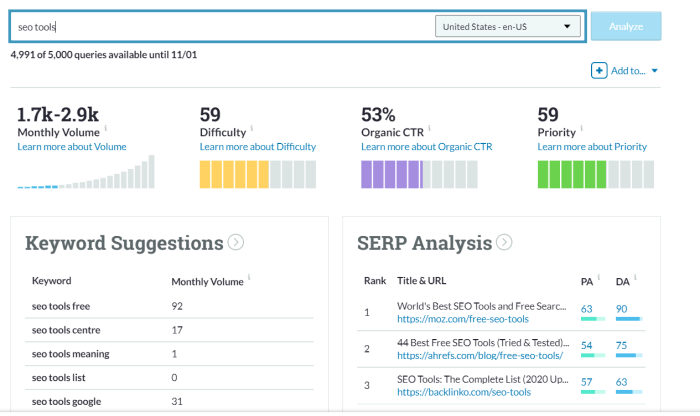 seo tools
United States - en-US
Analyze
4,991 of 5,000 queries available until 11/01
Add to...
1.7k-2.9k
Monthly Volume i
Learn more about Volume
59
Difficulty i
Learn more about Difficulty
53%
Organic CTR i
Learn more about Organic CTR
59
Priority i
Learn more about Priority
Keyword Suggestions
Keyword Monthly Volume i
seo tools free 92
seo tools centre 17
seo tools meaning 1
seo tools list 0
seo tools google 31
SERP Analysis
Rank Title & URL PA i DA i
1 World's Best SEO Tools and Free Searc... 63 90
https://moz.com/free-seo-tools
2 44 Best Free SEO Tools (Tried & Tested)... 54 75
https://ahrefs.com/blog/free-seo-tools/
3 SEO Tools: The Complete List (2020 Up... 57 63
https://backlinko.com/seo-tools